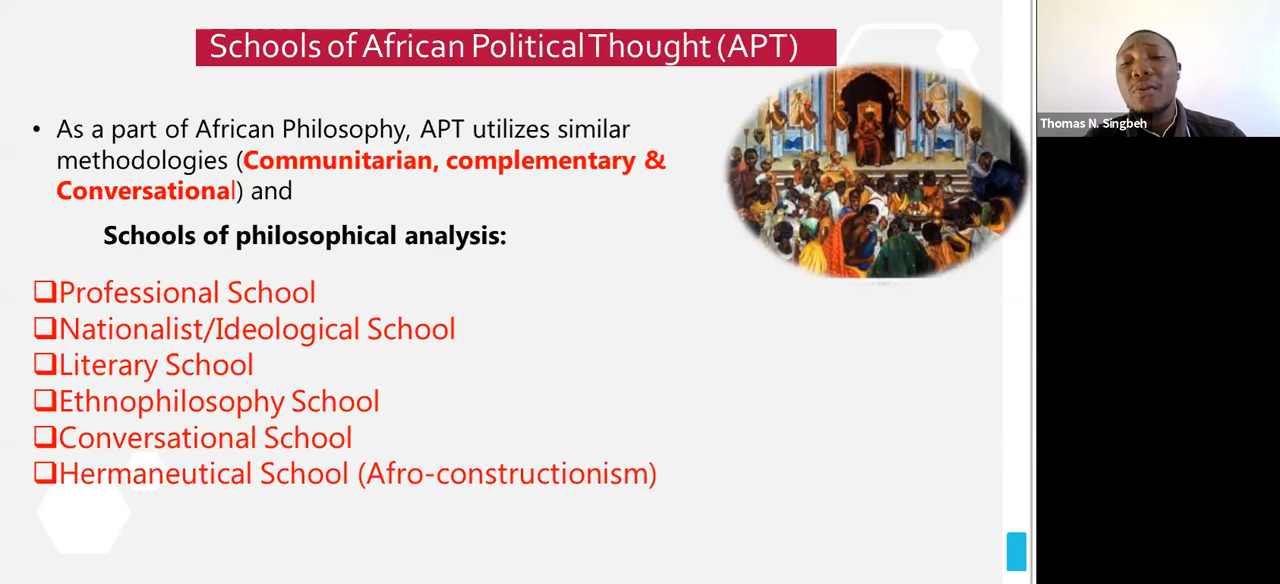 Schools of African Political Thought (APT)
• As a part of African Philosophy, APT utilizes similar
methodologies (Communitarian, complementary &
Conversational) and
Schools of philosophical analysis:
❑Professional School
❑Nationalist/Ideological School
❑Literary School
❑Ethnophilosophy School
❑Conversational School
❑Hermaneutical School (Afro-constructionism)
Thomas N. Singbeh